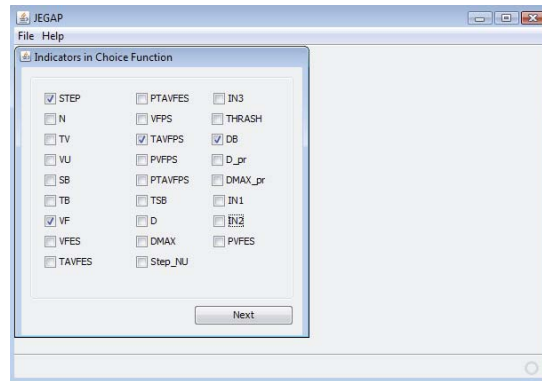 JEGAP
File Help
Indicators in Choice Function
STEP PTAVFES IN3
N VFPS THRASH
TV TAVFPS DB
VU PVFPS D_pr
SB PTAVFPS DMAX_pr
TB TSB IN1
VF D IN2
VFES DMAX PVFES
TAVFES Step_NU
Next